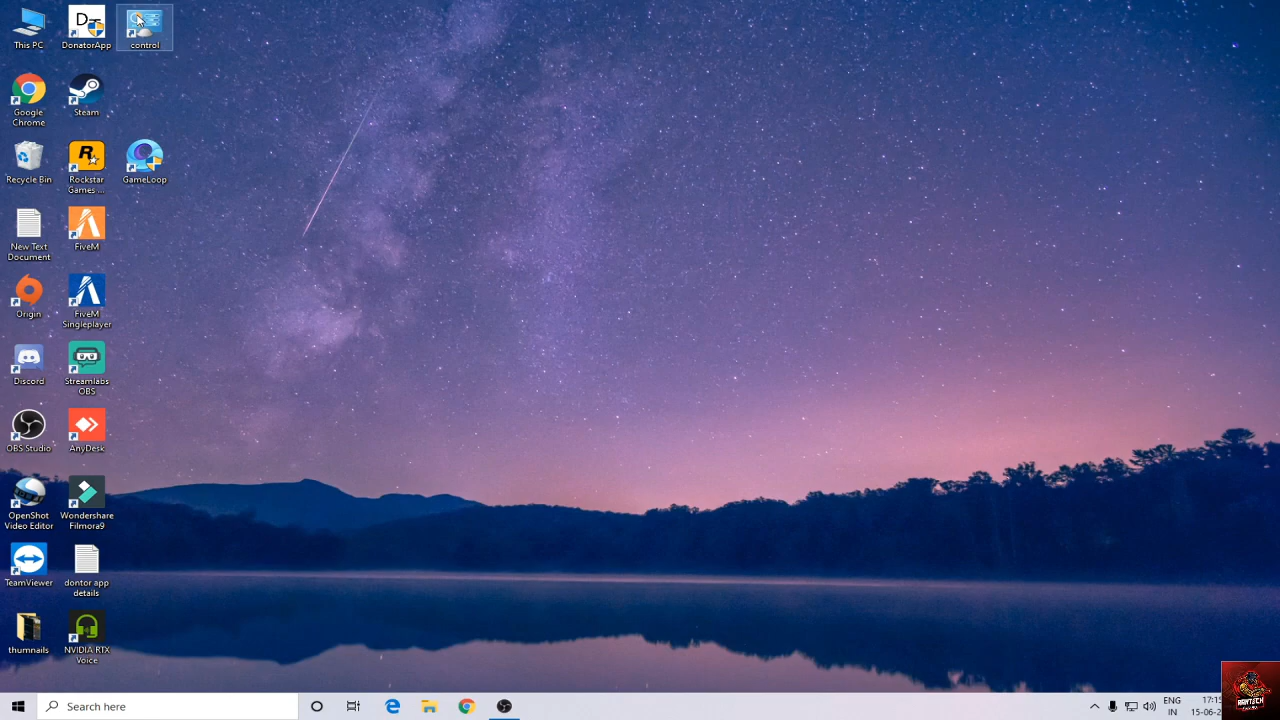 This PC
DonatorApp
control
Google
Chrome
Steam
Recycle Bin
Rockstar
Games ...
GameLoop
New Text
Document
FiveM
Origin
FiveM
Singleplayer
Discord
Streamlabs
OBS
OBS Studio
AnyDesk
OpenShot
Video Editor
Wondershare
Filmora9
TeamViewer
dontor app
details
thumnails
NVIDIA RTX
Voice
Search here
ENG
IN
17:15
15-06-2